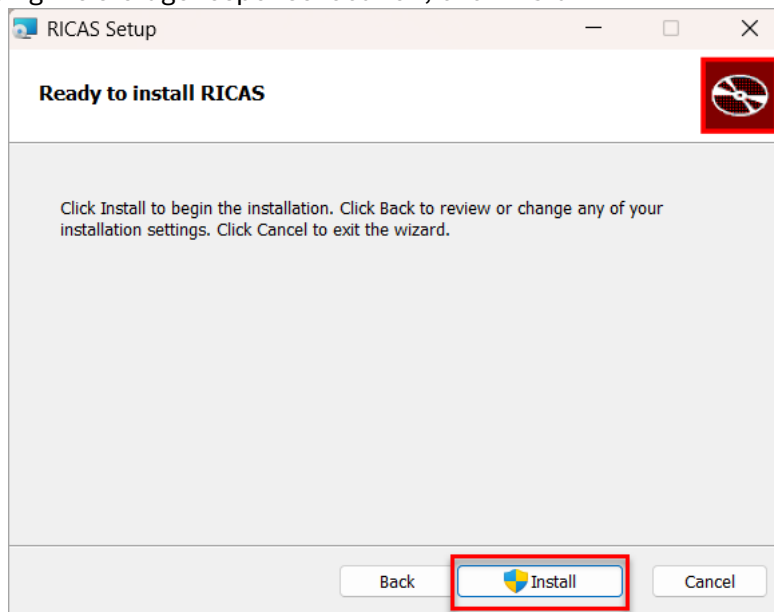 RICAS Setup
Ready to install RICAS
Click Install to begin the installation. Click Back to review or change any of your
installation settings. Click Cancel to exit the wizard.
Back
Install
Cancel